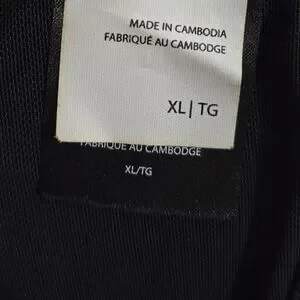 MADE IN CAMBODIA
FABRIQUÉ AU CAMBODGE
XL | TG
FABRIQUE AU CAMBODGE
XL/TG